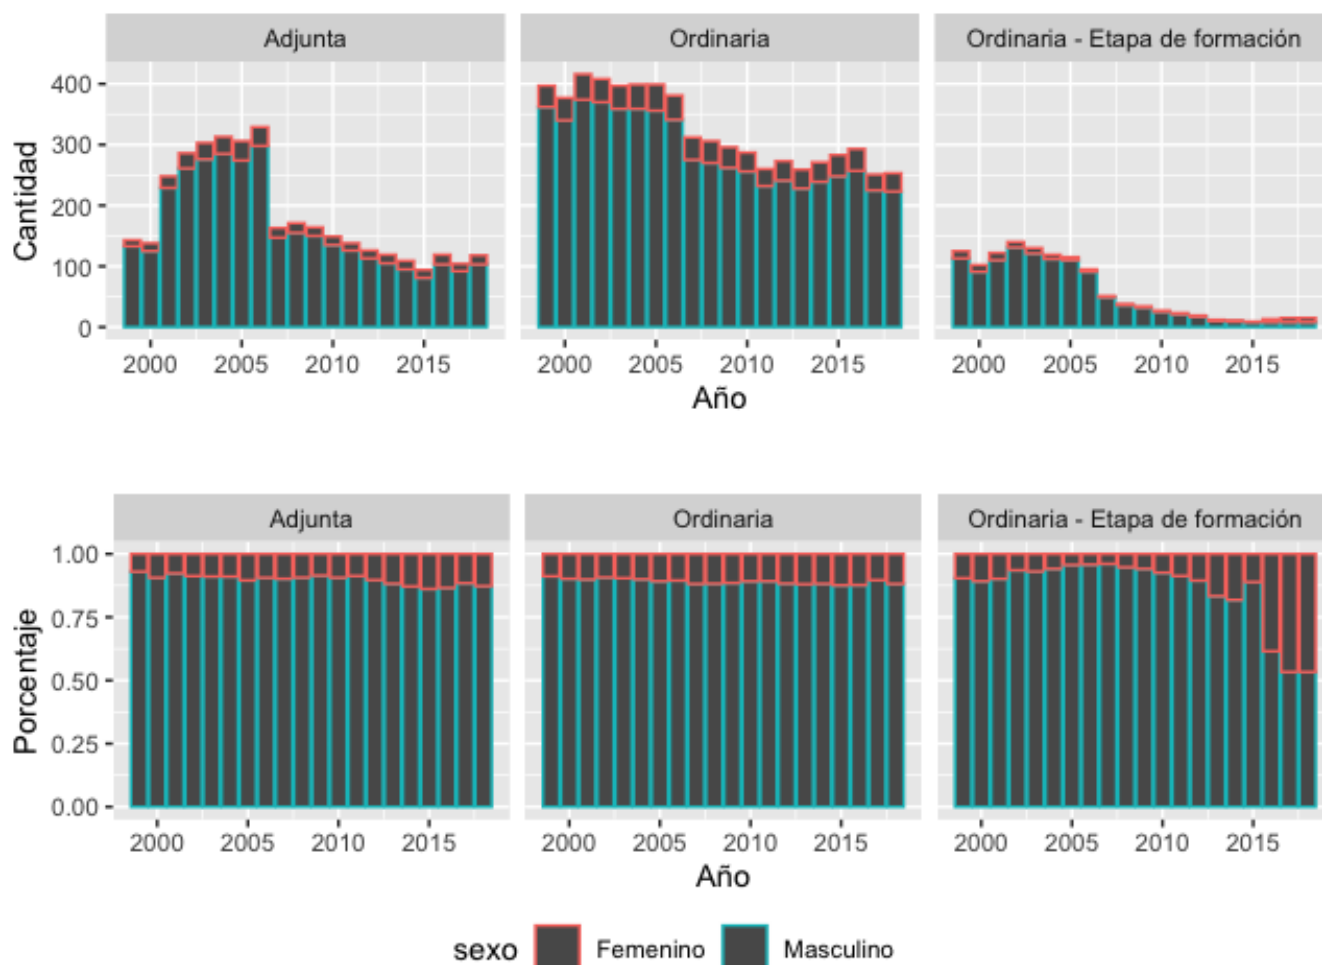 Adjunta Ordinaria Ordinaria - Etapa de formación
Cantidad
400
300
200
100
0
2000 2005 2010 2015 2000 2005 2010 2015 2000 2005 2010 2015
Año
Adjunta Ordinaria Ordinaria - Etapa de formación
Porcentaje
1.00
0.75
0.50
0.25
0.00
2000 2005 2010 2015 2000 2005 2010 2015 2000 2005 2010 2015
Año
sexo Femenino Masculino